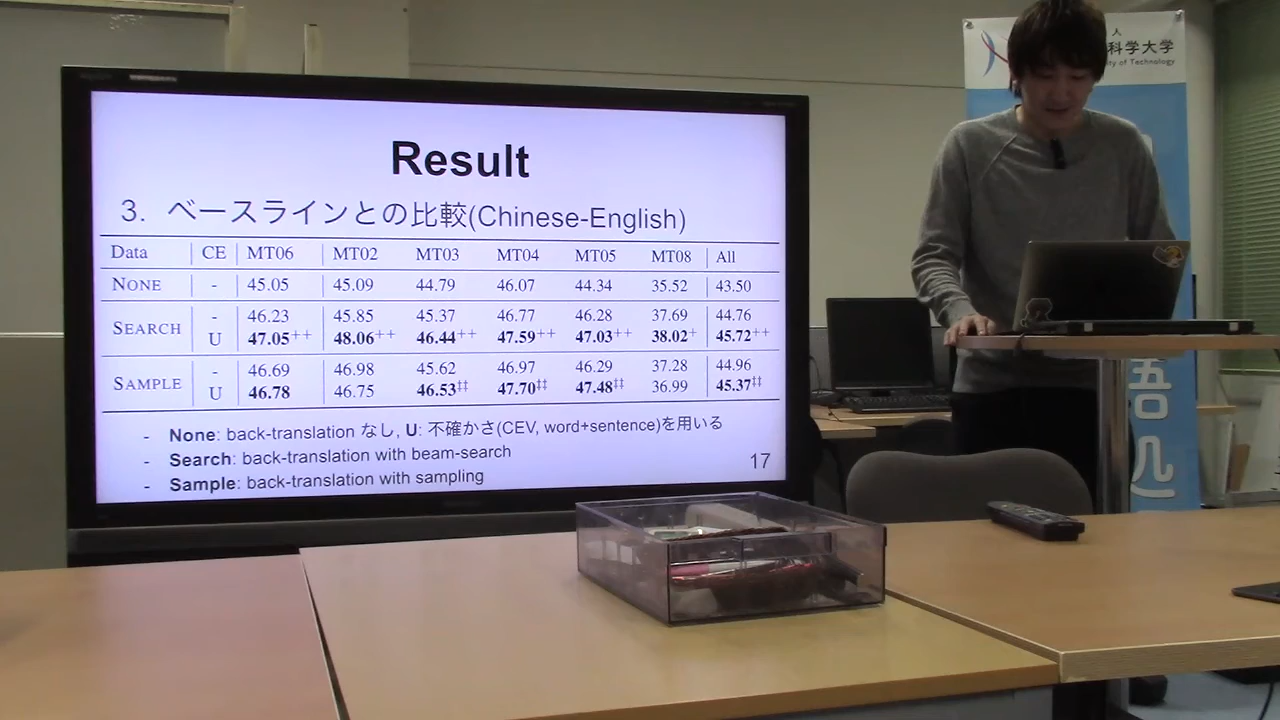 Result
3. ベースラインとの比較(Chinese-English)
Data CE MT06 MT02 MT03 MT04 MT05 MT08 All
NONE - 45.05 45.09 44.79 46.07 44.34 35.52 43.50
SEARCH
- 46.23 45.85 45.37 46.77 46.28 37.69 44.76
U 47.05++ 48.06++ 46.44++ 47.59++ 47.03++ 38.02+ 45.72++
SAMPLE
- 46.69 46.98 45.62 46.97 46.29 37.28 44.96
U 46.78 46.75 46.53‡‡ 47.70‡‡ 47.48‡‡ 36.99 45.37‡‡
- None: back-translation なし, U: 不確かさ(CEV, word+sentence)を用いる
- Search: back-translation with beam-search
- Sample: back-translation with sampling
17
人
科学大学
of Technology